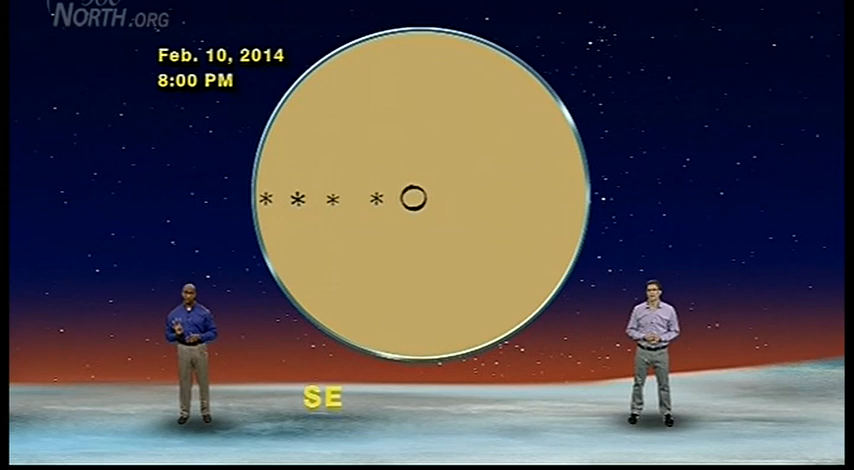 NORTH.ORG
Feb. 10, 2014
8:00 PM
* * * * O
SE